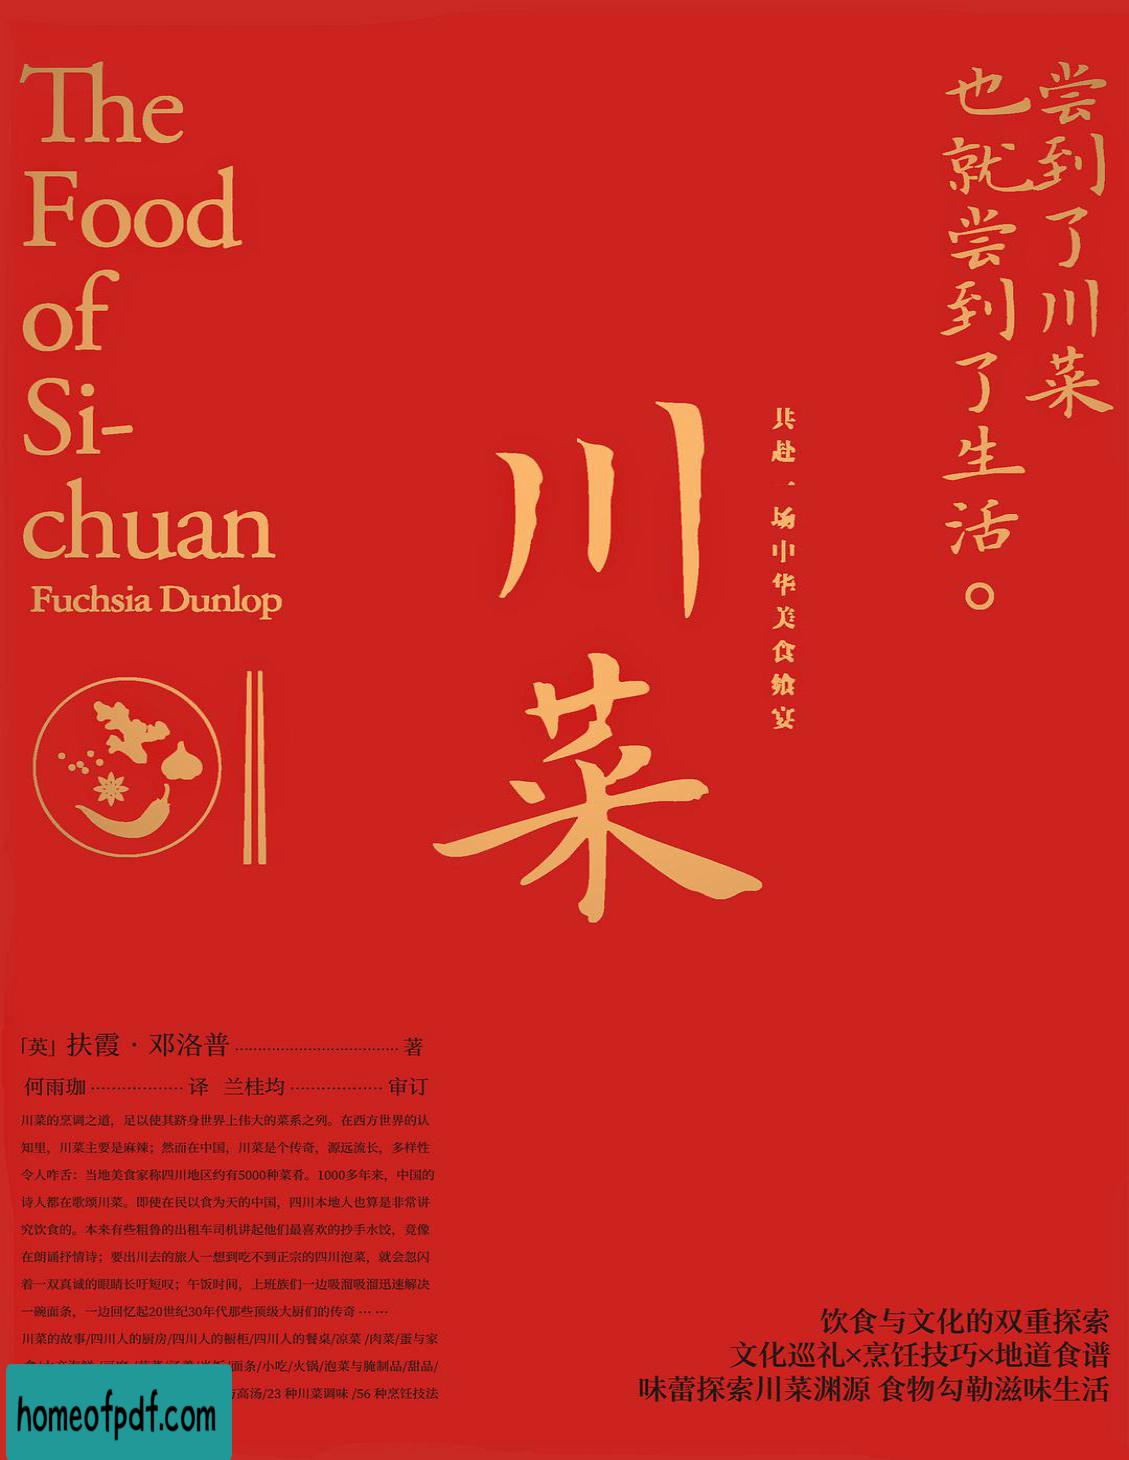 The
Food
of
Si-
chuan
Fuchsia Dunlop
尝到了川菜
也就尝到了生活。
川菜
共赴一场中华美食飨宴
「英」扶霞·邓洛普 著
何雨珈 译 兰桂均 审订
川菜的烹调之道，足以使其跻身世界上伟大的菜系之列。在西方世界的认
知里，川菜主要是麻辣；然而在中国，川菜是个传奇，源远流长，多样性
令人咋舌：当地美食家称四川地区约有5000种菜肴。1000多年来，中国的
诗人都在歌颂川菜。即使在民以食为天的中国，四川本地人也算是非常讲
究饮食的。本来有些粗鲁的出租车司机讲起他们最喜欢的抄手水饺，竟像
在朗诵抒情诗；要出川去的旅人一想到吃不到正宗的四川泡菜，就会忽闪
着一双真诚的眼睛长吁短叹；午饭时间，上班族们一边吸溜吸溜迅速解决
一碗面条，一边回忆起20世纪30年代那些顶级大厨们的传奇 … …
川菜的故事/四川人的厨房/四川人的橱柜/四川人的餐桌/凉菜 /肉菜/蛋与家
面条/小吃/火锅/泡菜与腌制品/甜品/
高汤/23 种川菜调味 /56 种烹饪技法
homeofpdf.com
饮食与文化的双重探索
文化巡礼×烹饪技巧×地道食谱
味蕾探索川菜渊源 食物勾勒滋味生活